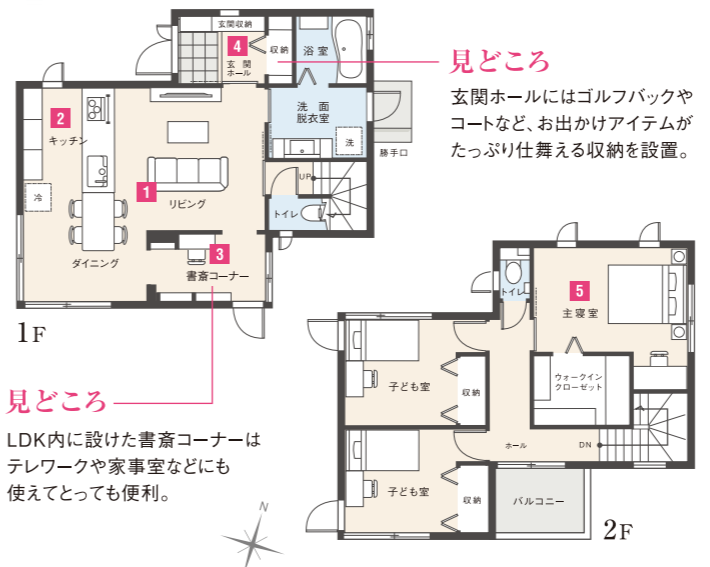 玄関収納
4
玄関
ホール
収納
浴室
見どころ
玄関ホールにはゴルフバックや
コートなど、お出かけアイテムが
たっぷり仕舞える収納を設置。
2
キッチン
洗面
脱衣室
洗
勝手口
冷
1
リビング
UP
トイレ
ダイニング
3
書斎コーナー
1F
トイレ
5
主寝室
子ども室
収納
ウォークイン
クローゼット
見どころ
LDK内に設けた書斎コーナーは
テレワークや家事室などにも
使えてとっても便利。
ホール
DN
子ども室
収納
バルコニー
N
2F